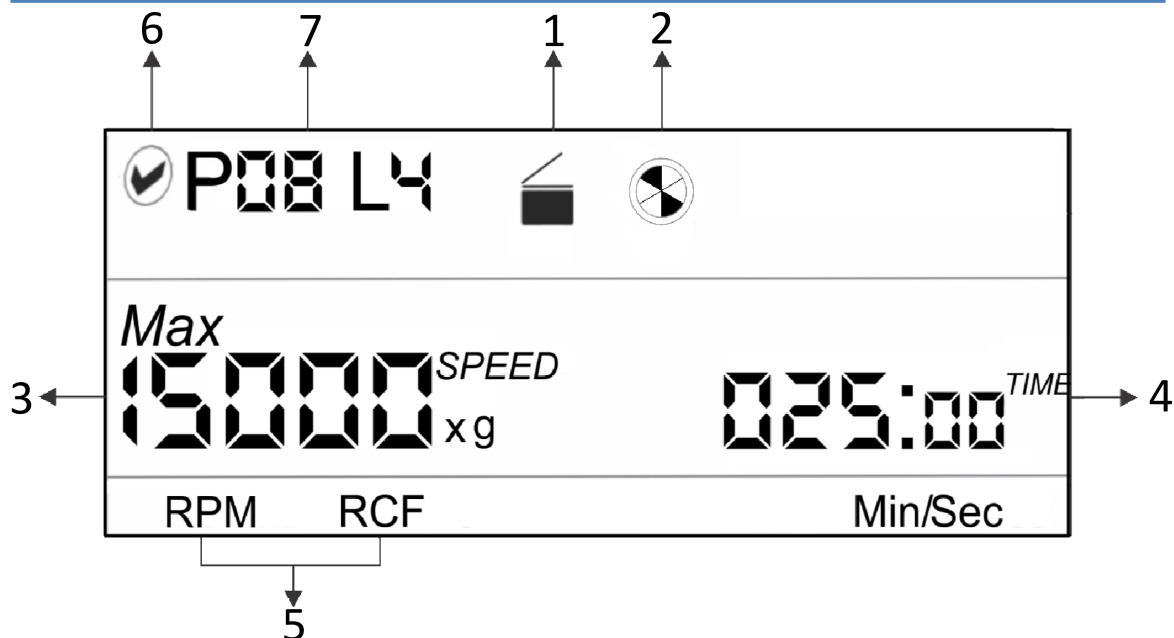 6 7 1 2
P08 L4
Max
15000 SPEED
x g
025:00 TIME
3
4
RPM RCF Min/Sec
5